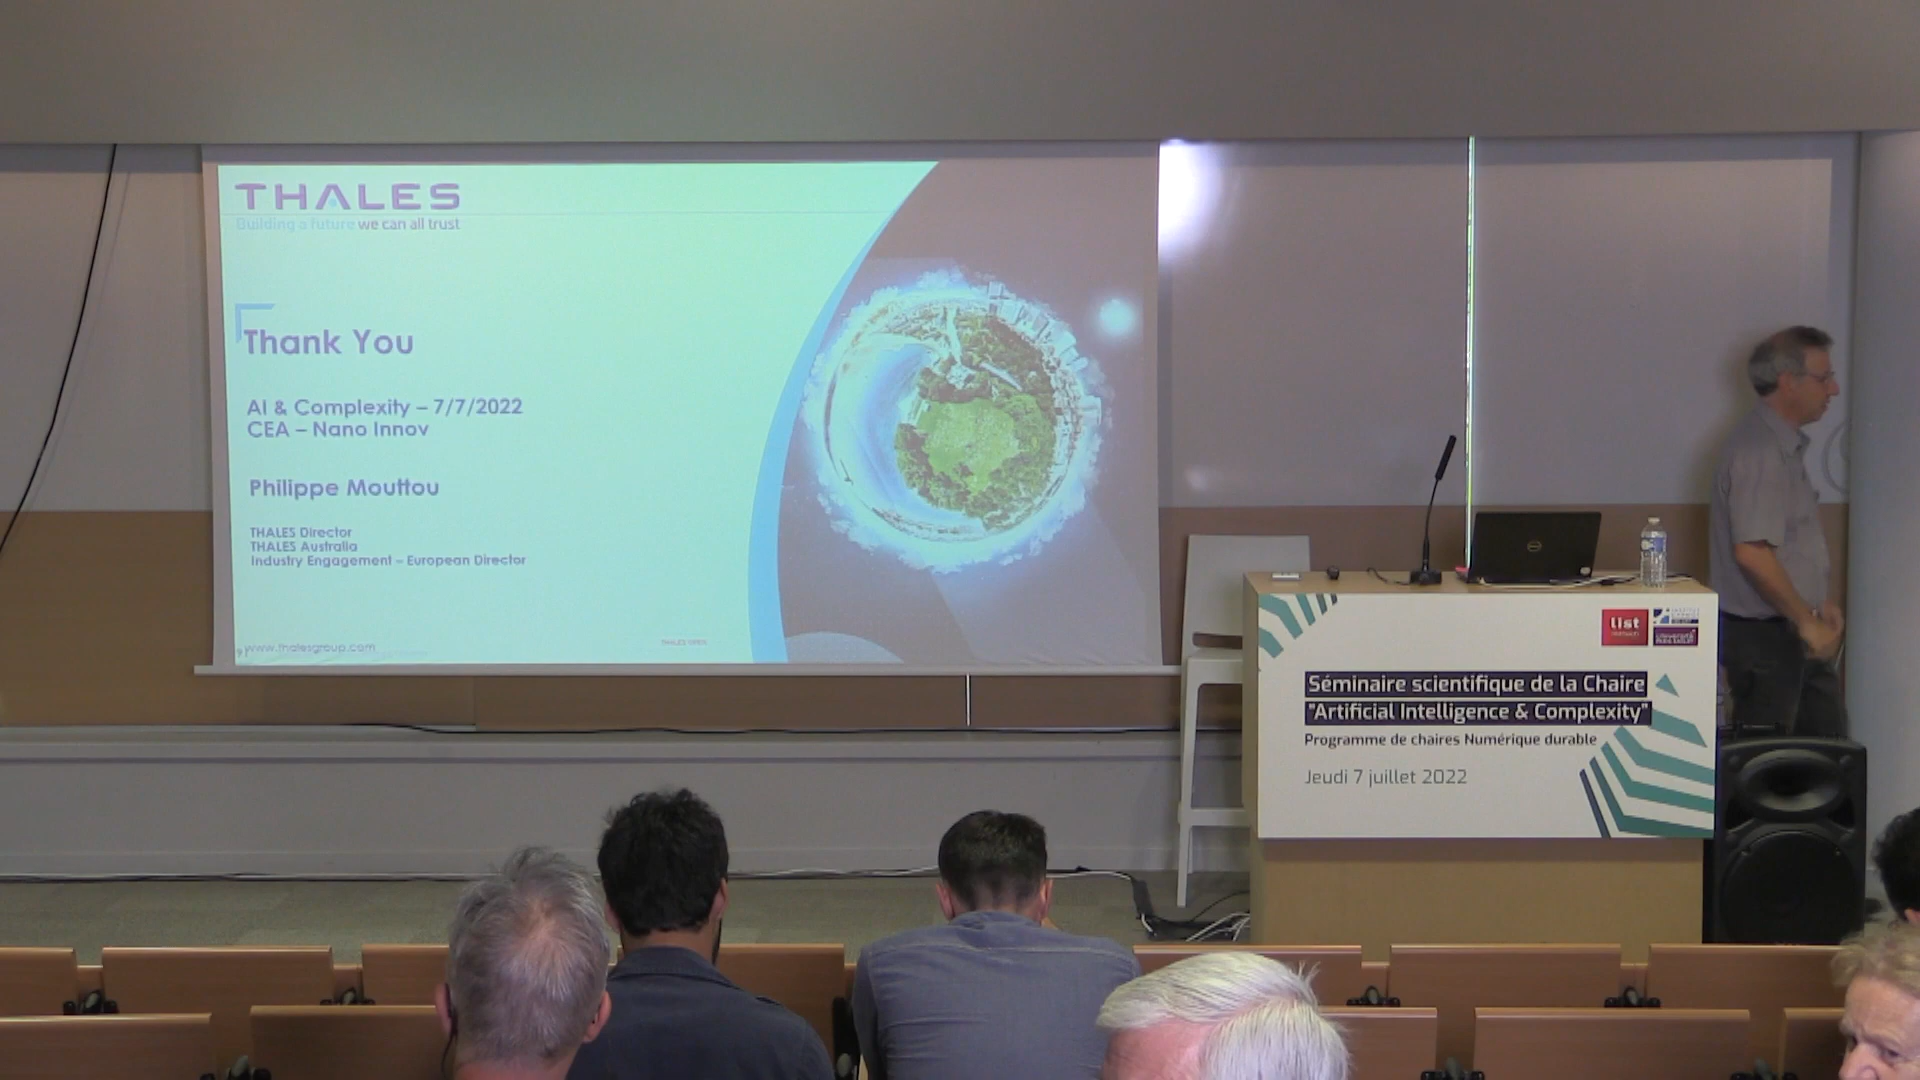 THALES
Building a future we can all trust
Thank You
AI & Complexity – 7/7/2022
CEA – Nano Innov
Philippe Mouttou
THALES Director
THALES Australia
Industry Engagement – European Director
www.thalesgroup.com
THALES OPEN
list
Séminaire scientifique de la Chaire
"Artificial Intelligence & Complexity"
Programme de chaires Numérique durable
Jeudi 7 juillet 2022